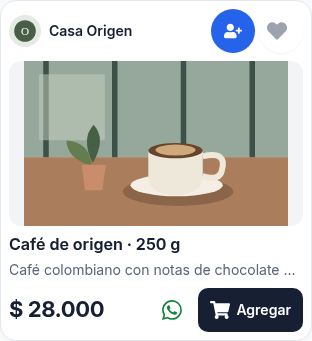 O
Casa Origen
Café de origen · 250 g
Café colombiano con notas de chocolate ...
$ 28.000
Agregar